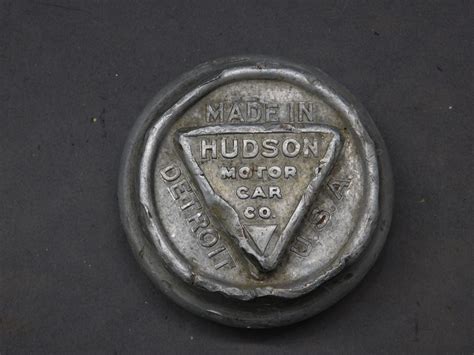 MADE IN
HUDSON
MOTOR
CAR
CO.
DETROIT
U.S.A